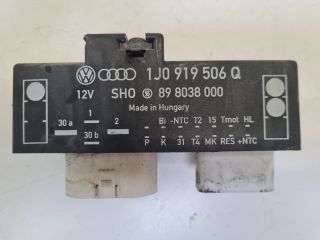 1J0 919 506 Q
12V SHO B 89 8038 000
Made in Hungary
1
30 a 2 Bi -NTC T2 15 Tmot HL
30 b P K 31 T4 MK RES +NTC